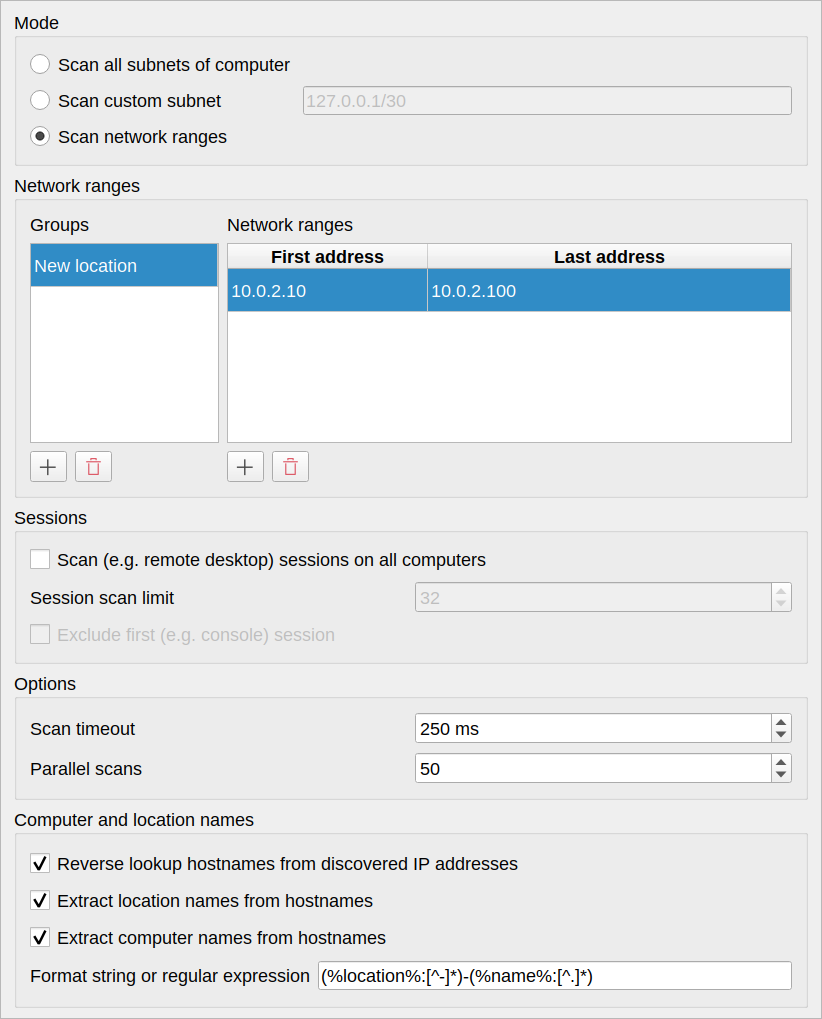 Mode
Scan all subnets of computer
Scan custom subnet 127.0.0.1/30
Scan network ranges
Network ranges
Groups Network ranges
First address Last address
New location
10.0.2.10 10.0.2.100
Sessions
Scan (e.g. remote desktop) sessions on all computers
Session scan limit 32
Exclude first (e.g. console) session
Options
Scan timeout 250 ms
Parallel scans 50
Computer and location names
Reverse lookup hostnames from discovered IP addresses
Extract location names from hostnames
Extract computer names from hostnames
Format string or regular expression (%location%:[^-]*)-(%name%:[^.]*)